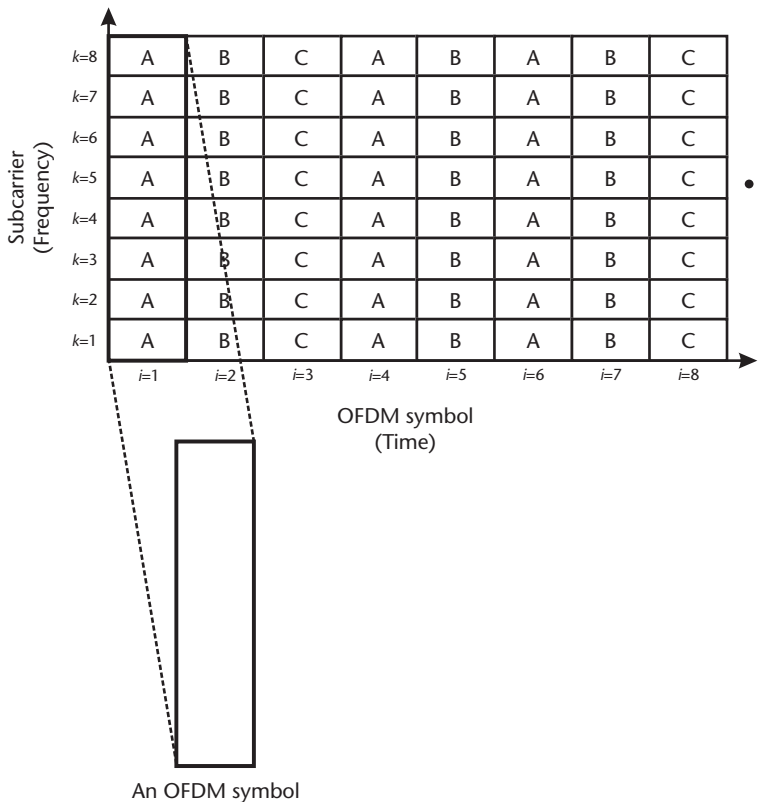 k=8 A B C A B A B C
k=7 A B C A B A B C
k=6 A B C A B A B C
k=5 A B C A B A B C
k=4 A B C A B A B C
k=3 A B C A B A B C
k=2 A B C A B A B C
k=1 A B C A B A B C
Subcarrier
(Frequency)
i=1 i=2 i=3 i=4 i=5 i=6 i=7 i=8
OFDM symbol
(Time)
An OFDM symbol